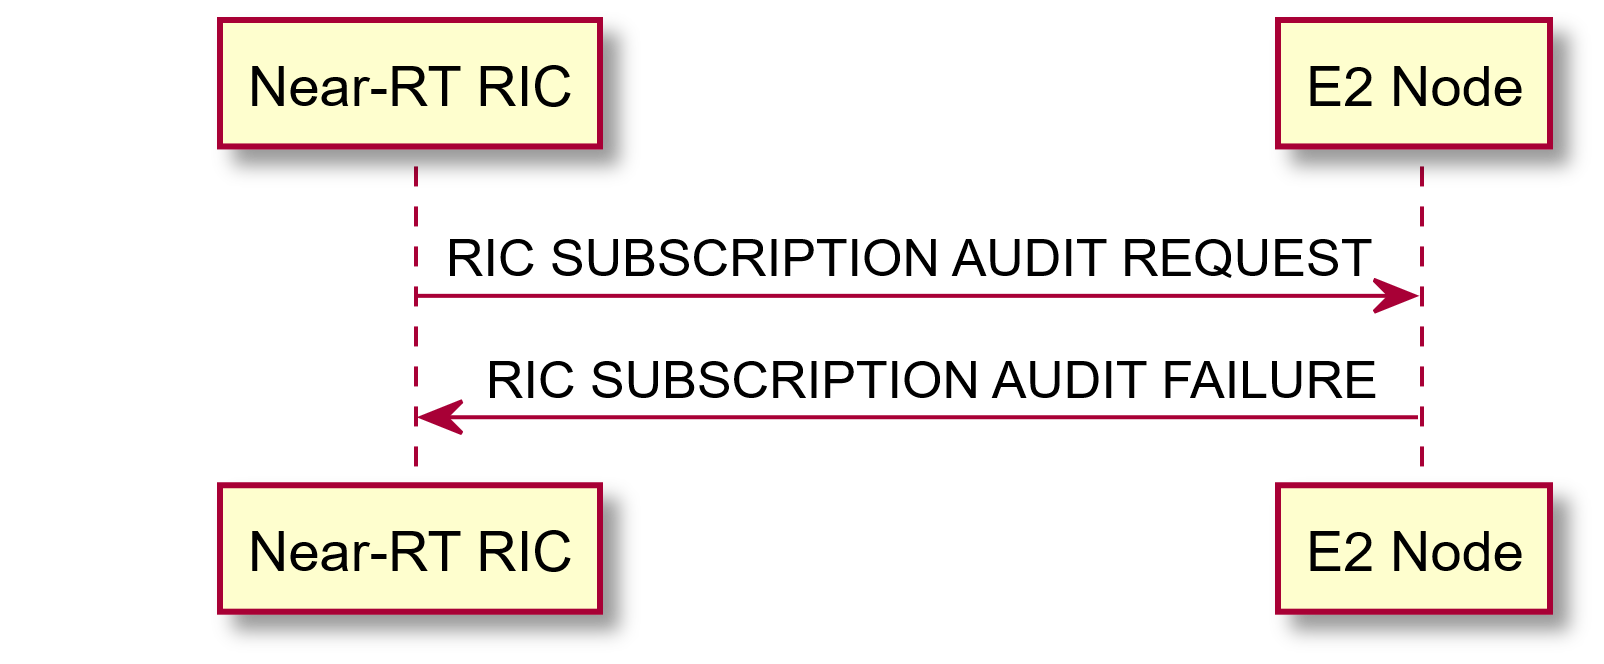 Near-RT RIC
E2 Node
RIC SUBSCRIPTION AUDIT REQUEST
RIC SUBSCRIPTION AUDIT FAILURE
Near-RT RIC
E2 Node